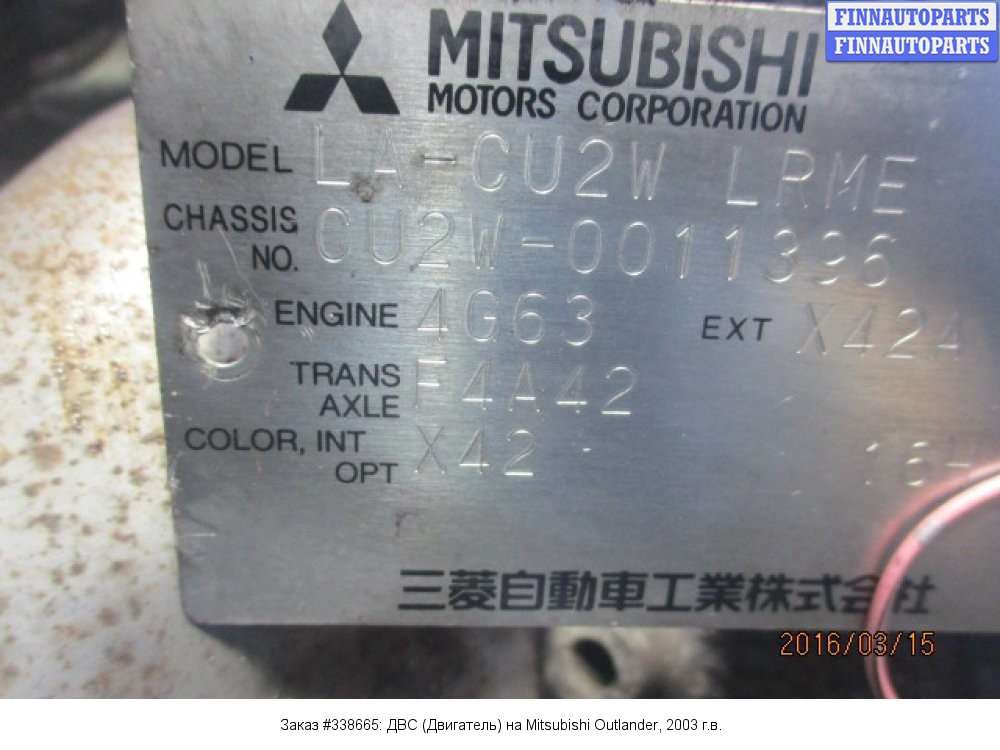 FINNAUTOPARTS
FINNAUTOPARTS
MITSUBISHI
MOTORS CORPORATION
MODEL LA-CU2W LRME
CHASSIS NO. CU2W-0011396
ENGINE 4G63 EXT X424
TRANS AXLE F4A42
COLOR, INT OPT X42 16-
三菱自動車工業株式会社
2016/03/15
Заказ #338665: ДВС (Двигатель) на Mitsubishi Outlander, 2003 г.в.